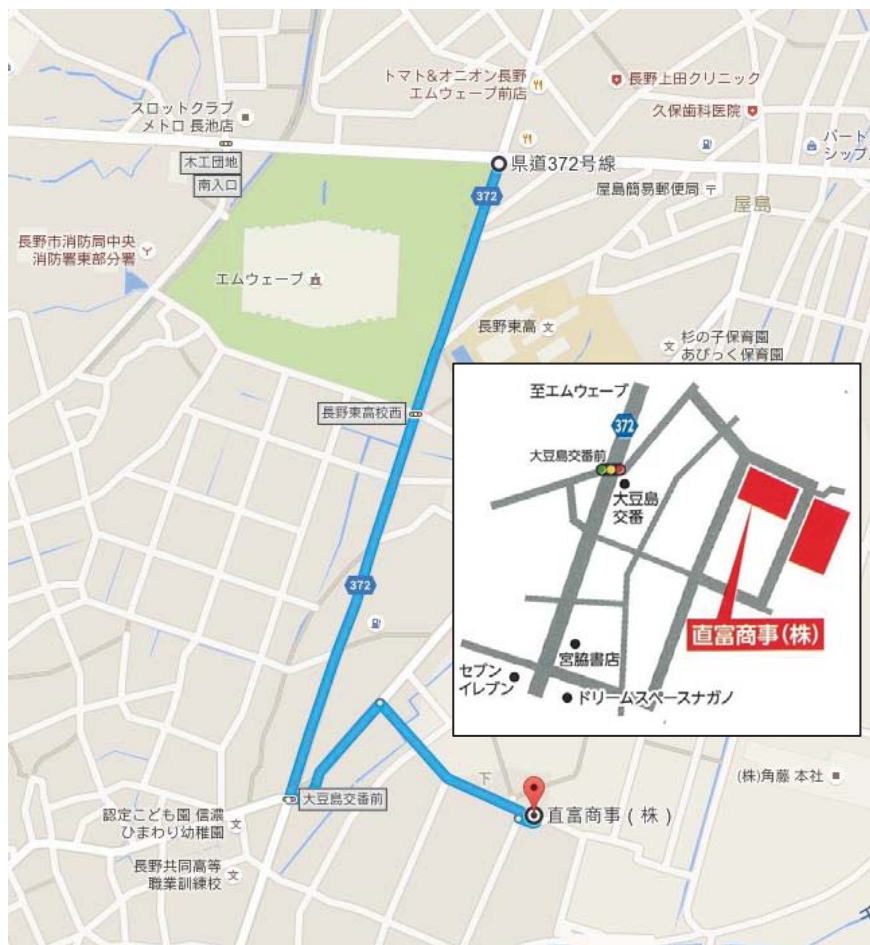 トマト&オニオン長野
エムウェーブ前店
長野上田クリニック
久保歯科医院
スロットクラブ
メトロ 長池店
パート
シップ
木工団地
南入口
県道372号線
372
屋島簡易郵便局
屋島
長野市消防局中央
消防署東部分署
エムウェーブ
長野東高
杉の子保育園
あびっく保育園
長野東高校西
至エムウェーブ
372
大豆島交番前
大豆島
交番
直富商事(株)
宮脇書店
セブン
イレブン
ドリームスペースナガノ
372
下
(株)角藤 本社
大豆島交番前
直富商事(株)
認定こども園 信濃
ひまわり幼稚園
長野共同高等
職業訓練校